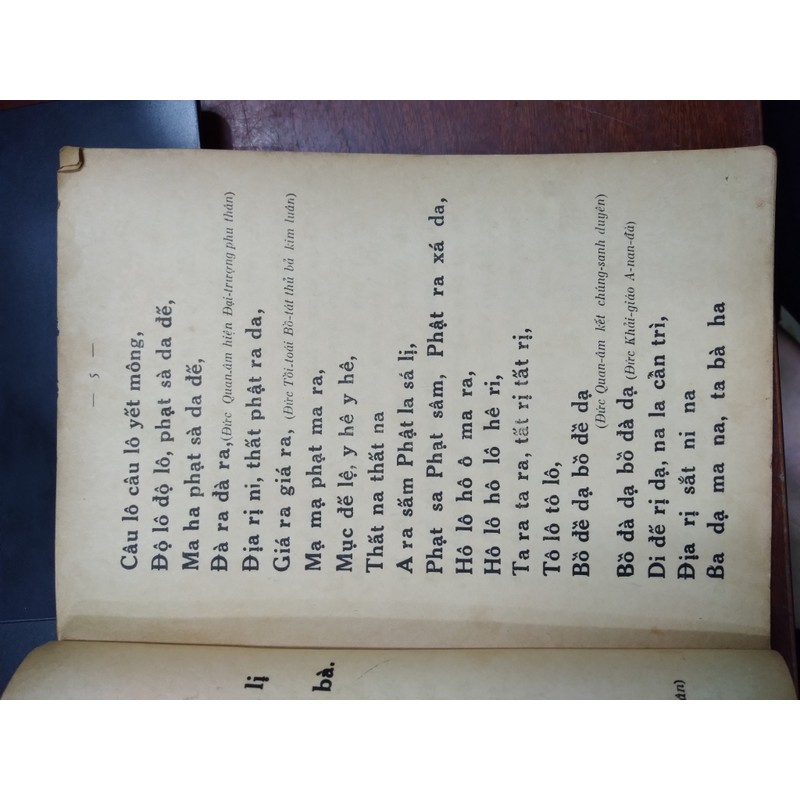 — 5 —
Câu lô câu lô yết mông,
Độ lô độ lô, phạt sà da đế,
Ma ha phạt sà da đế,
Đà ra đà ra,(Đức Quan-âm hiện Đại-trượng phu thân)
Địa rị ni, thất phật ra da,
Giá ra giá ra, (Đức Tồi-toái Bồ-tát thủ bả kim luân)
Mạ mạ phạt ma ra,
Mục đế lệ, y hê y hê,
Thất na thất na
A ra sấm Phật la sá lị,
Phạt sa Phạt sâm, Phật ra xá da,
Hô lô hô ô ma ra,
Hô lô hô lô hê ri,
Ta ra ta ra, tất rị tất rị,
Tô lô tô lô,
Bồ đề dạ bồ đề dạ
(Đức Quan-âm kết chúng-sanh duyên)
Bồ đà dạ bồ đà dạ (Đức Khải-giáo A-nan-đà)
Di đế rị dạ, na la cần trì,
Địa rị sắt ni na
Ba dạ ma na, ta bà ha
lị
bà.
ân)